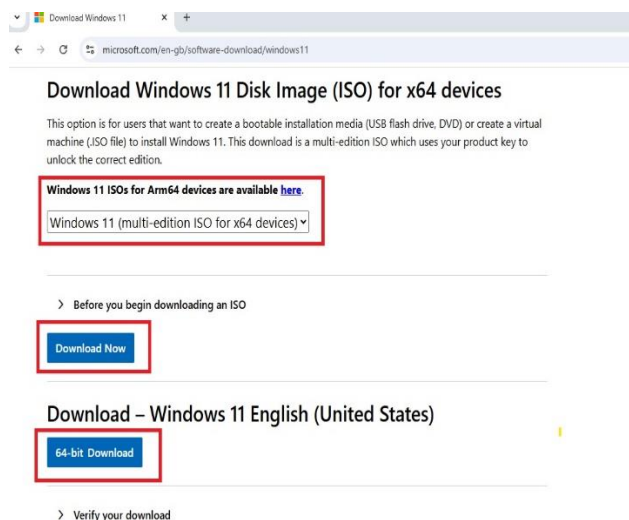 Download Windows 11
microsoft.com/en-gb/software-download/windows11
Download Windows 11 Disk Image (ISO) for x64 devices
This option is for users that want to create a bootable installation media (USB flash drive, DVD) or create a virtual
machine (.ISO file) to install Windows 11. This download is a multi-edition ISO which uses your product key to
unlock the correct edition.
Windows 11 ISOs for Arm64 devices are available here.
Windows 11 (multi-edition ISO for x64 devices)
Before you begin downloading an ISO
Download Now
Download – Windows 11 English (United States)
64-bit Download
Verify your download